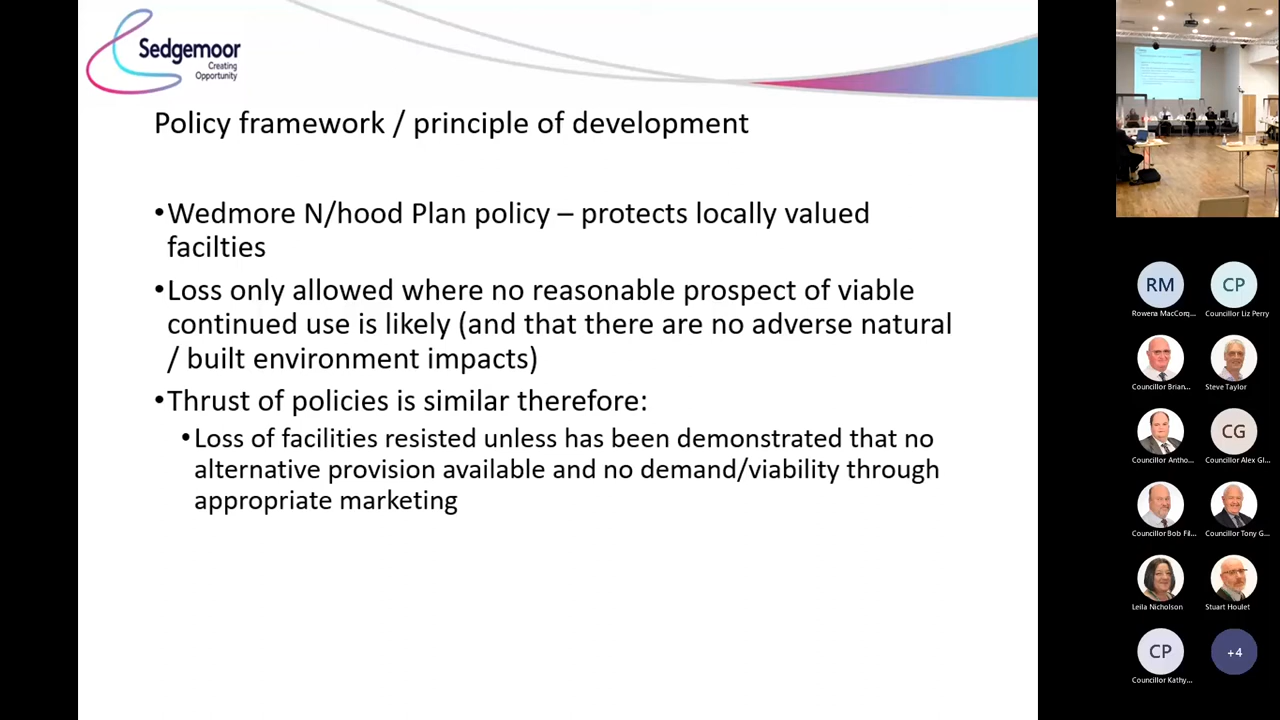 Sedgemoor
Creating
Opportunity
Policy framework / principle of development
•Wedmore N/hood Plan policy – protects locally valued
facilties
•Loss only allowed where no reasonable prospect of viable
continued use is likely (and that there are no adverse natural
/ built environment impacts)
•Thrust of policies is similar therefore:
•Loss of facilities resisted unless has been demonstrated that no
alternative provision available and no demand/viability through
appropriate marketing
RM
CP
Rowena MacCorq...
Councillor Liz Perry
Councillor Brian...
Steve Taylor
CG
Councillor Antho...
Councillor Alex Gl...
Councillor Bob Fil...
Councillor Tony G...
Leila Nicholson
Stuart Houlet
CP
+4
Councillor Kathy...